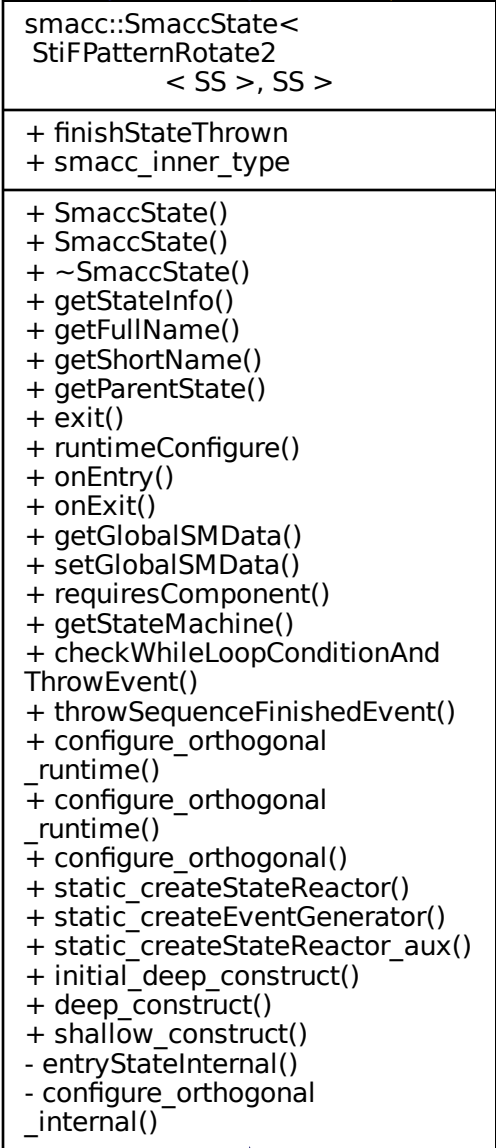 smacc::SmaccState<
StiFPatternRotate2
< SS >, SS >
+ finishStateThrown
+ smacc_inner_type
+ SmaccState()
+ SmaccState()
+ ~SmaccState()
+ getStateInfo()
+ getFullName()
+ getShortName()
+ getParentState()
+ exit()
+ runtimeConfigure()
+ onEntry()
+ onExit()
+ getGlobalSMData()
+ setGlobalSMData()
+ requiresComponent()
+ getStateMachine()
+ checkWhileLoopConditionAnd
ThrowEvent()
+ throwSequenceFinishedEvent()
+ configure_orthogonal
_runtime()
+ configure_orthogonal
_runtime()
+ configure_orthogonal()
+ static_createStateReactor()
+ static_createEventGenerator()
+ static_createStateReactor_aux()
+ initial_deep_construct()
+ deep_construct()
+ shallow_construct()
- entryStateInternal()
- configure_orthogonal
_internal()